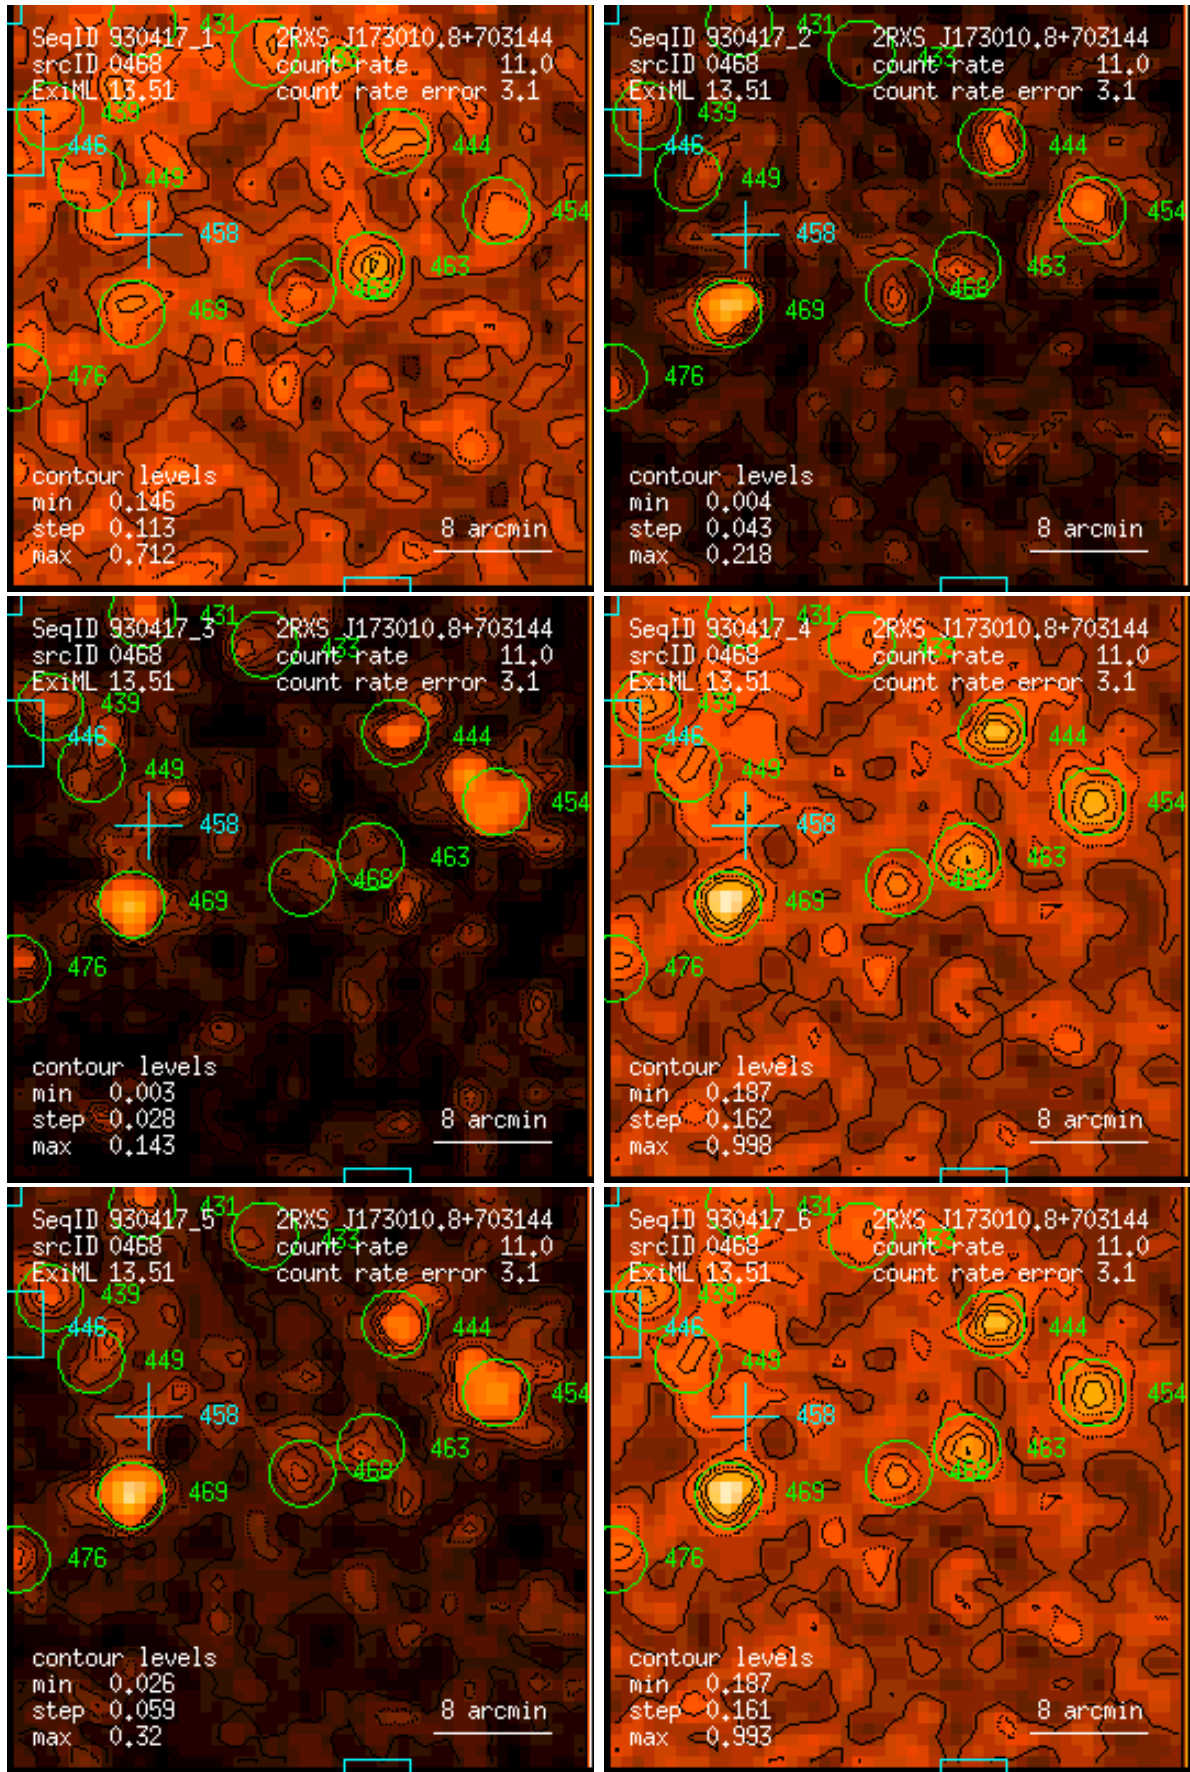 431
SeqID 930417_1 2RXS J173010.8+703144
433
srcID 0468 count rate 11.0
ExiML 13.51 count rate error 3.1
439
446 444
449
454
458
463
468
469
476
contour levels
min 0.146
step 0.113 8 arcmin
max 0.712
431
SeqID 930417_2 2RXS J173010.8+703144
433
srcID 0468 count rate 11.0
ExiML 13.51 count rate error 3.1
439
446 444
449
454
458
463
468
469
476
contour levels
min 0.004
step 0.043 8 arcmin
max 0.218
431
SeqID 930417_3 2RXS J173010.8+703144
433
srcID 0468 count rate 11.0
ExiML 13.51 count rate error 3.1
439
446 444
449
454
458
463
468
469
476
contour levels
min 0.003
step 0.028 8 arcmin
max 0.143
431
SeqID 930417_4 2RXS J173010.8+703144
433
srcID 0468 count rate 11.0
ExiML 13.51 count rate error 3.1
439
446 444
449
454
458
463
468
469
476
contour levels
min 0.187
step 0.162 8 arcmin
max 0.998
431
SeqID 930417_5 2RXS J173010.8+703144
433
srcID 0468 count rate 11.0
ExiML 13.51 count rate error 3.1
439
446 444
449
454
458
463
468
469
476
contour levels
min 0.026
step 0.059 8 arcmin
max 0.32
431
SeqID 930417_6 2RXS J173010.8+703144
433
srcID 0468 count rate 11.0
ExiML 13.51 count rate error 3.1
439
446 444
449
454
458
463
468
469
476
contour levels
min 0.187
step 0.161 8 arcmin
max 0.993